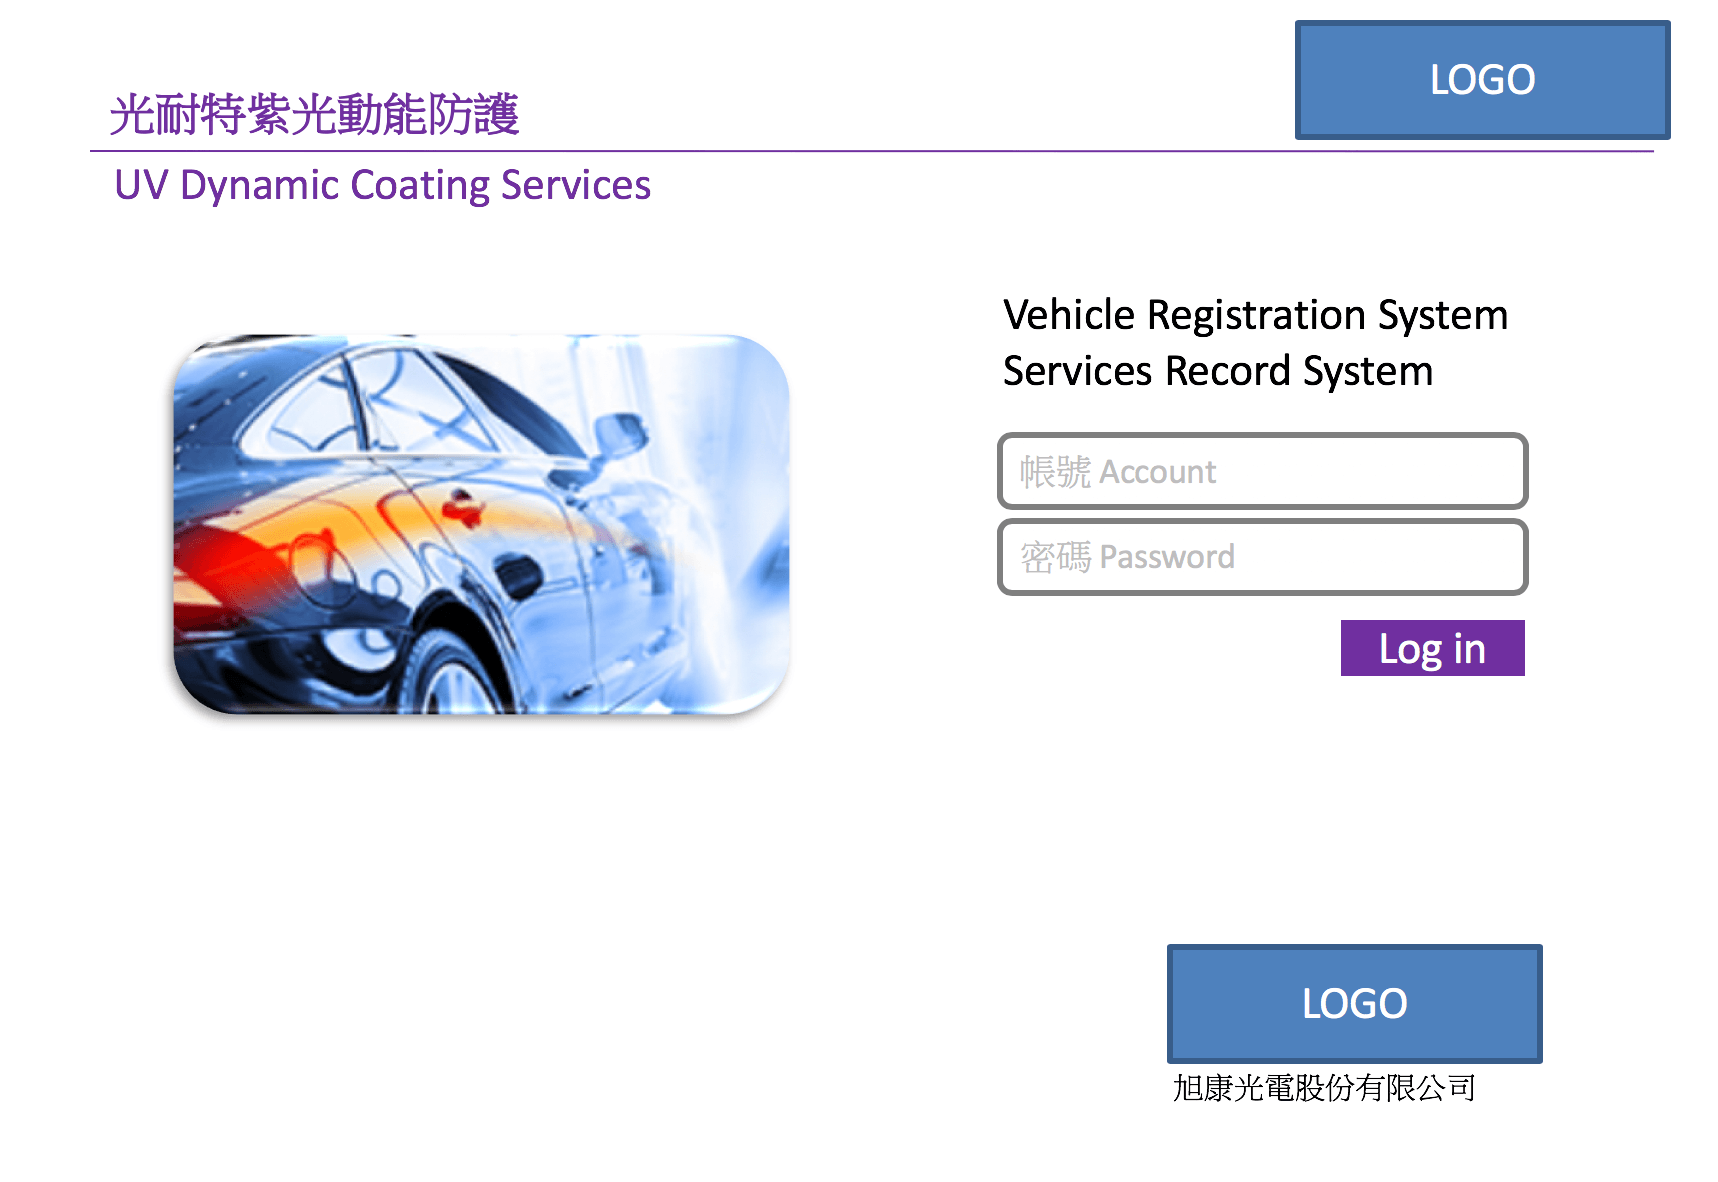 LOGO
光耐特紫光動能防護
UV Dynamic Coating Services
Vehicle Registration System
Services Record System
帳號 Account
密碼 Password
Log in
LOGO
旭康光電股份有限公司